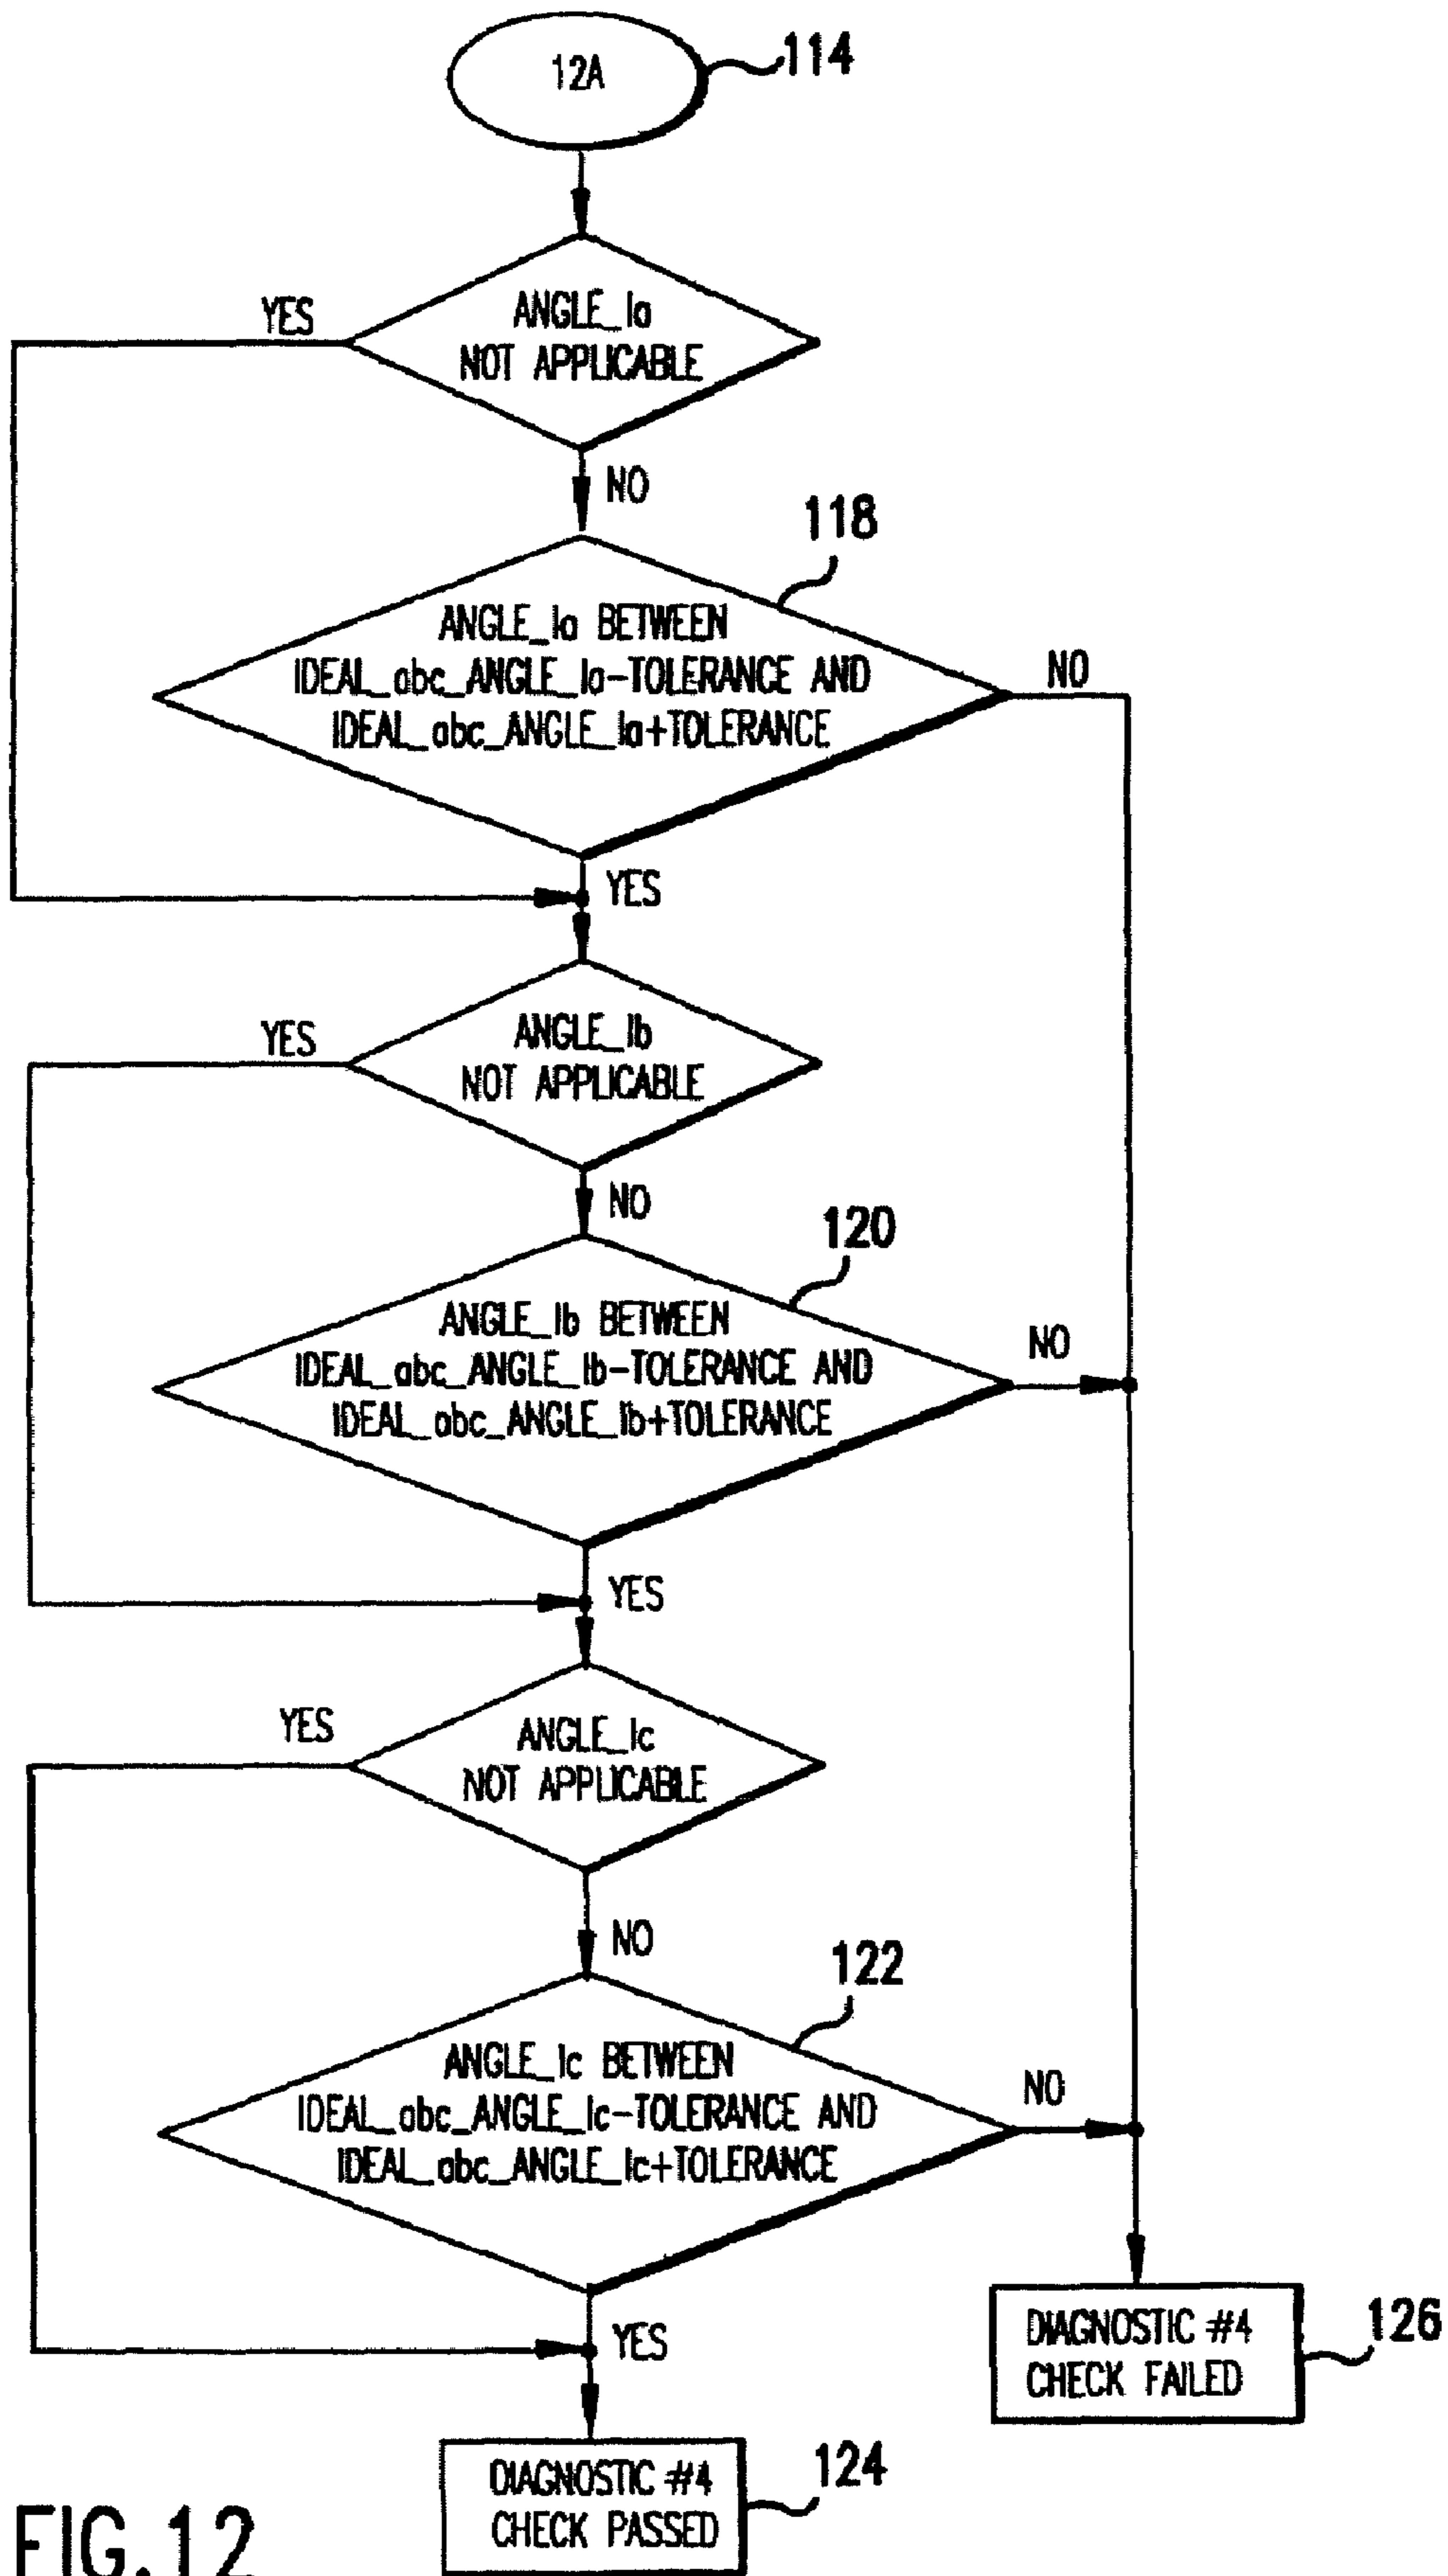 12A
114
ANGLE_Ia
NOT APPLICABLE
YES
NO
118
ANGLE_Ia BETWEEN
IDEAL_abc_ANGLE_Ia-TOLERANCE AND
IDEAL_abc_ANGLE_Ia+TOLERANCE
NO
YES
ANGLE_Ib
NOT APPLICABLE
YES
NO
120
ANGLE_Ib BETWEEN
IDEAL_abc_ANGLE_Ib-TOLERANCE AND
IDEAL_abc_ANGLE_Ib+TOLERANCE
NO
YES
ANGLE_Ic
NOT APPLICABLE
YES
NO
122
ANGLE_Ic BETWEEN
IDEAL_abc_ANGLE_Ic-TOLERANCE AND
IDEAL_abc_ANGLE_Ic+TOLERANCE
NO
YES
DIAGNOSTIC #4
CHECK FAILED
126
DIAGNOSTIC #4
CHECK PASSED
124
FIG.12